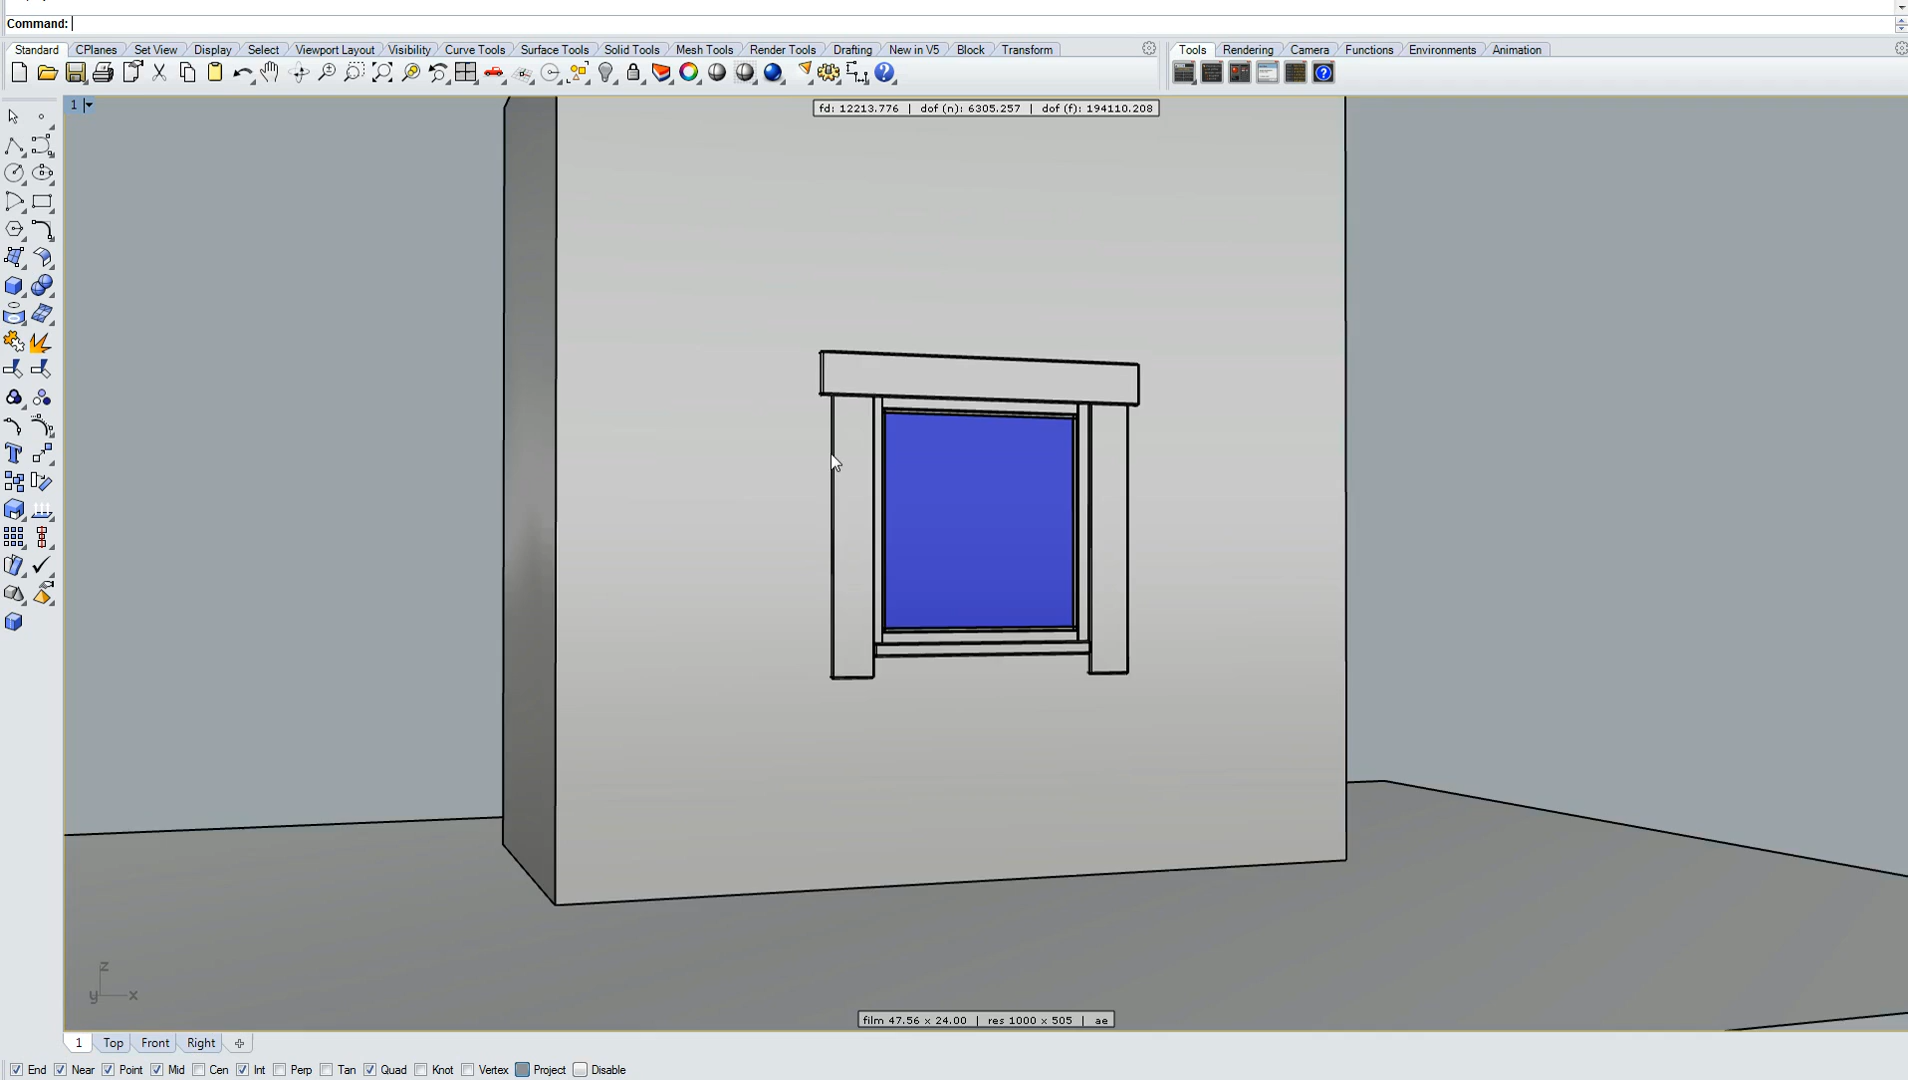 Command:
Standard CPlanes Set View Display Select Viewport Layout Visibility Curve Tools Surface Tools Solid Tools Mesh Tools Render Tools Drafting New in V5 Block Transform Tools Rendering Camera Functions Environments Animation
1
fd: 12213.776 | dof (n): 6305.257 | dof (f): 194110.208
z
y x
film 47.56 x 24.00 | res 1000 x 505 | ae
1 Top Front Right
End Near Point Mid Cen Int Perp Tan Quad Knot Vertex Project Disable